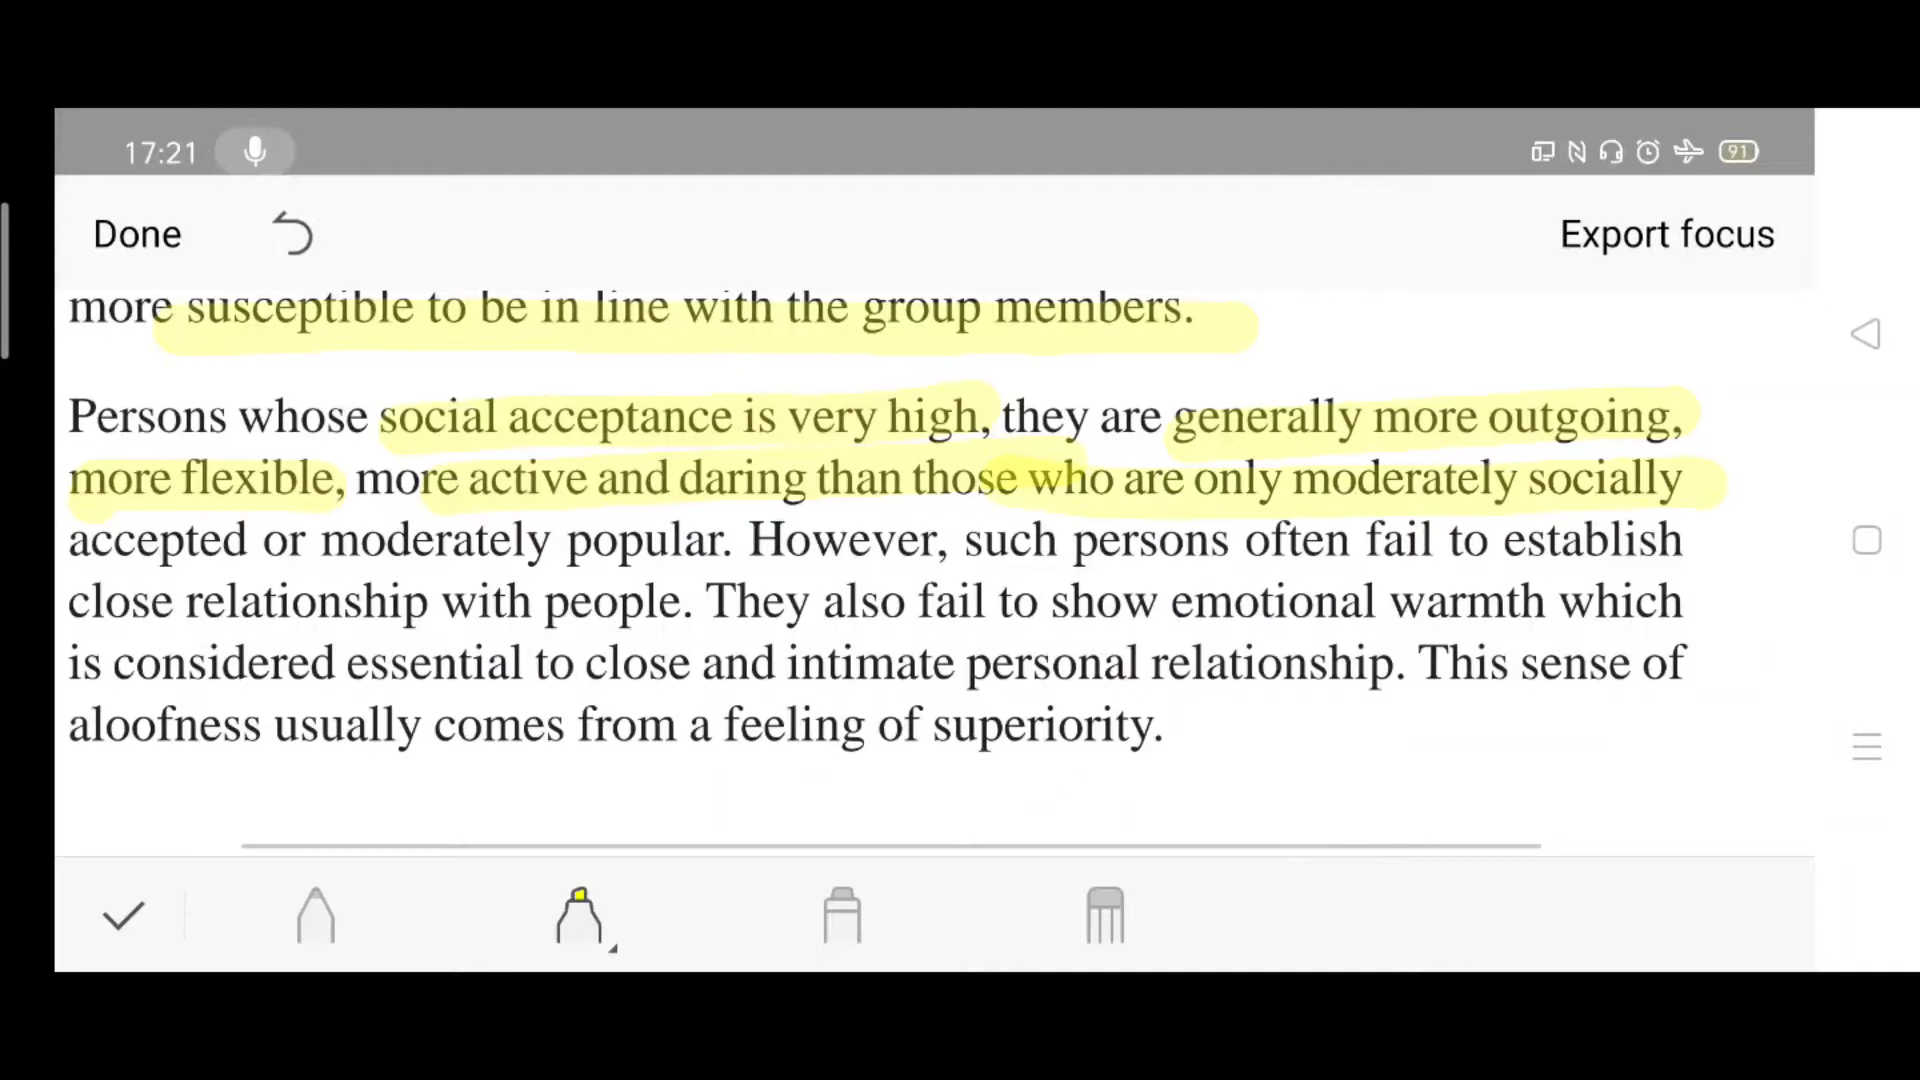 17:21
91
Done
Export focus
more susceptible to be in line with the group members.
Persons whose social acceptance is very high, they are generally more outgoing,
more flexible, more active and daring than those who are only moderately socially
accepted or moderately popular. However, such persons often fail to establish
close relationship with people. They also fail to show emotional warmth which
is considered essential to close and intimate personal relationship. This sense of
aloofness usually comes from a feeling of superiority.